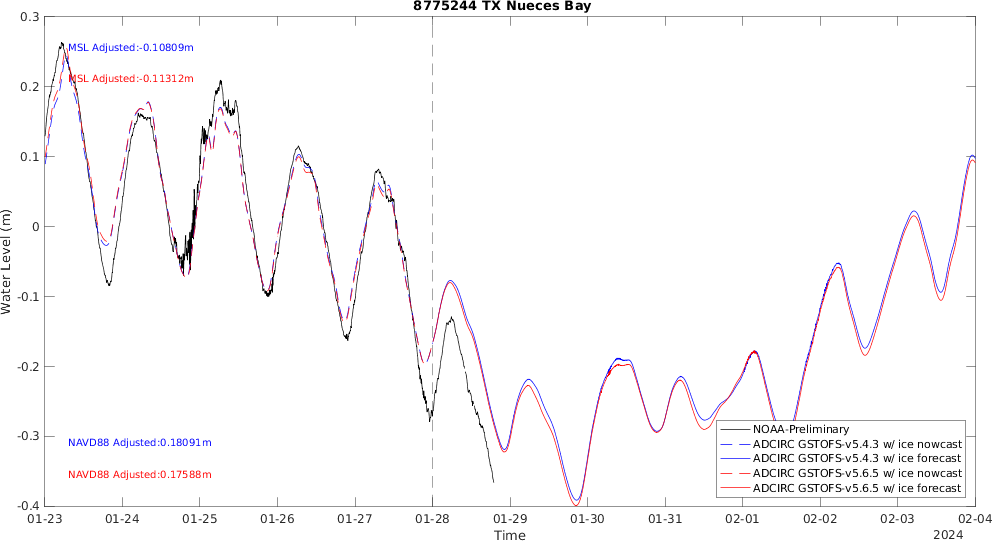 8775244 TX Nueces Bay
0.3
0.2
0.1
0
-0.1
-0.2
-0.3
-0.4
Water Level (m)
MSL Adjusted:-0.10809m
MSL Adjusted:-0.11312m
NAVD88 Adjusted:0.18091m
NAVD88 Adjusted:0.17588m
NOAA-Preliminary
ADCIRC GSTOFS-v5.4.3 w/ ice nowcast
ADCIRC GSTOFS-v5.4.3 w/ ice forecast
ADCIRC GSTOFS-v5.6.5 w/ ice nowcast
ADCIRC GSTOFS-v5.6.5 w/ ice forecast
01-23 01-24 01-25 01-26 01-27 01-28 01-29 01-30 01-31 02-01 02-02 02-03 02-04
Time
2024